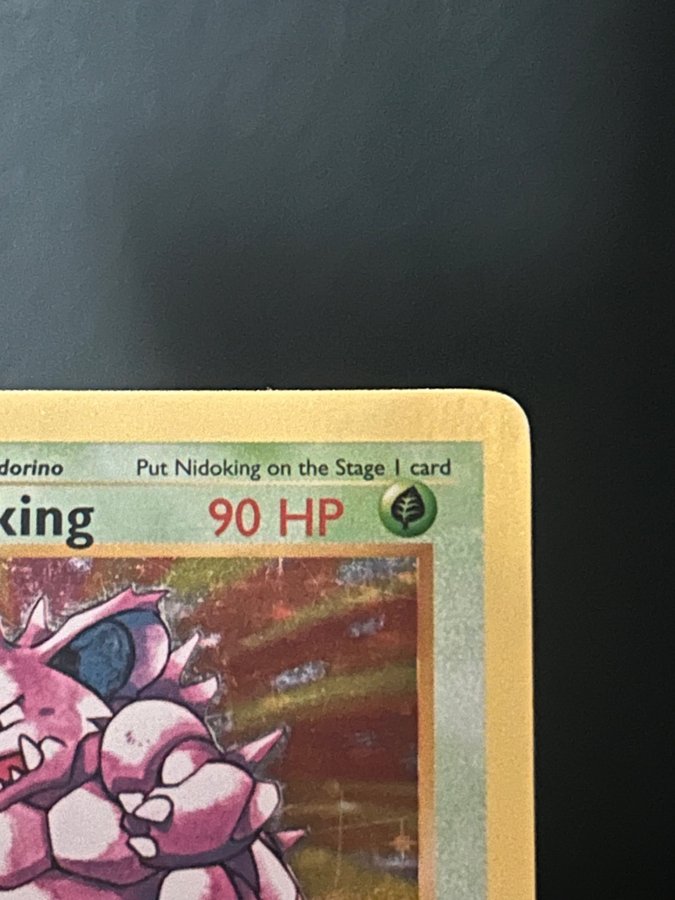 dorino Put Nidoking on the Stage 1 card
king 90 HP